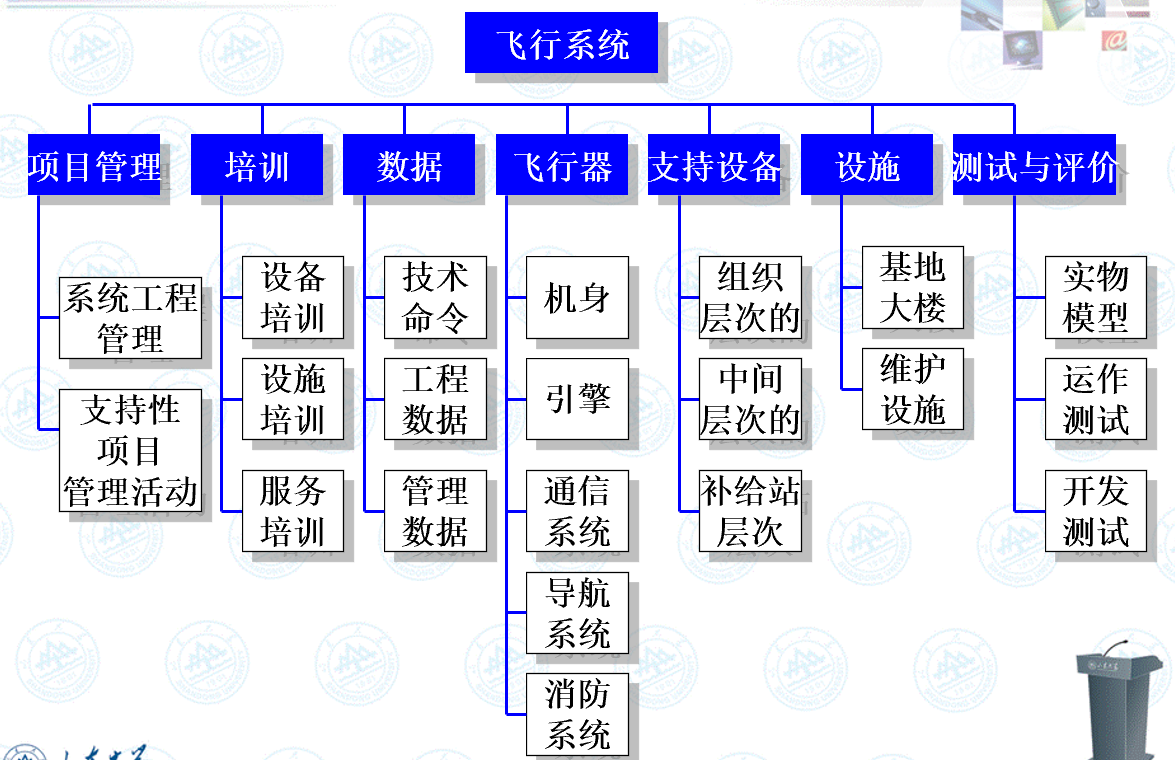 飞行系统
项目管理
培训
数据
飞行器
支持设备
设施
测试与评价
系统工程
管理
支持性
项目
管理活动
设备
培训
设施
培训
服务
培训
技术
命令
工程
数据
管理
数据
机身
引擎
通信
系统
导航
系统
消防
系统
组织
层次的
中间
层次的
补给站
层次
基地
大楼
维护
设施
实物
模型
运作
测试
开发
测试